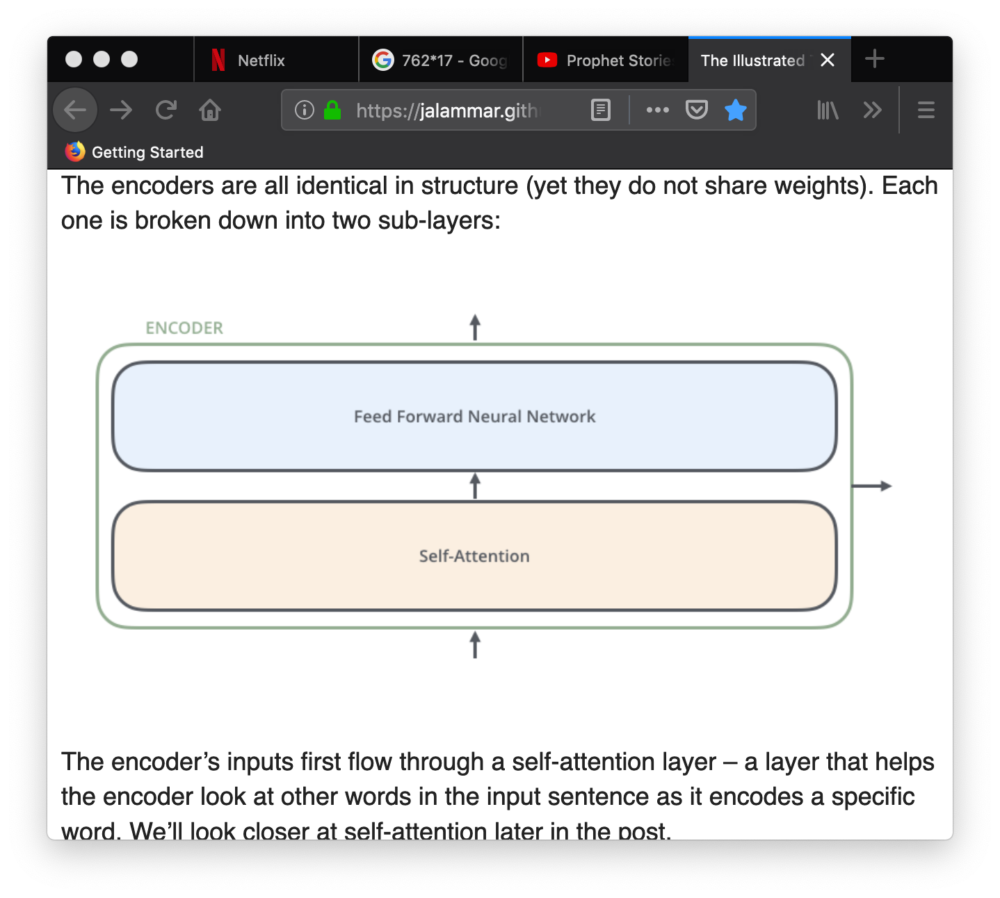 Netflix
762*17 - Goog
Prophet Storie
The Illustrated
https://jalammar.gith
Getting Started
The encoders are all identical in structure (yet they do not share weights). Each
one is broken down into two sub-layers:
ENCODER
Feed Forward Neural Network
Self-Attention
The encoder’s inputs first flow through a self-attention layer – a layer that helps
the encoder look at other words in the input sentence as it encodes a specific
word. We’ll look closer at self-attention later in the post.